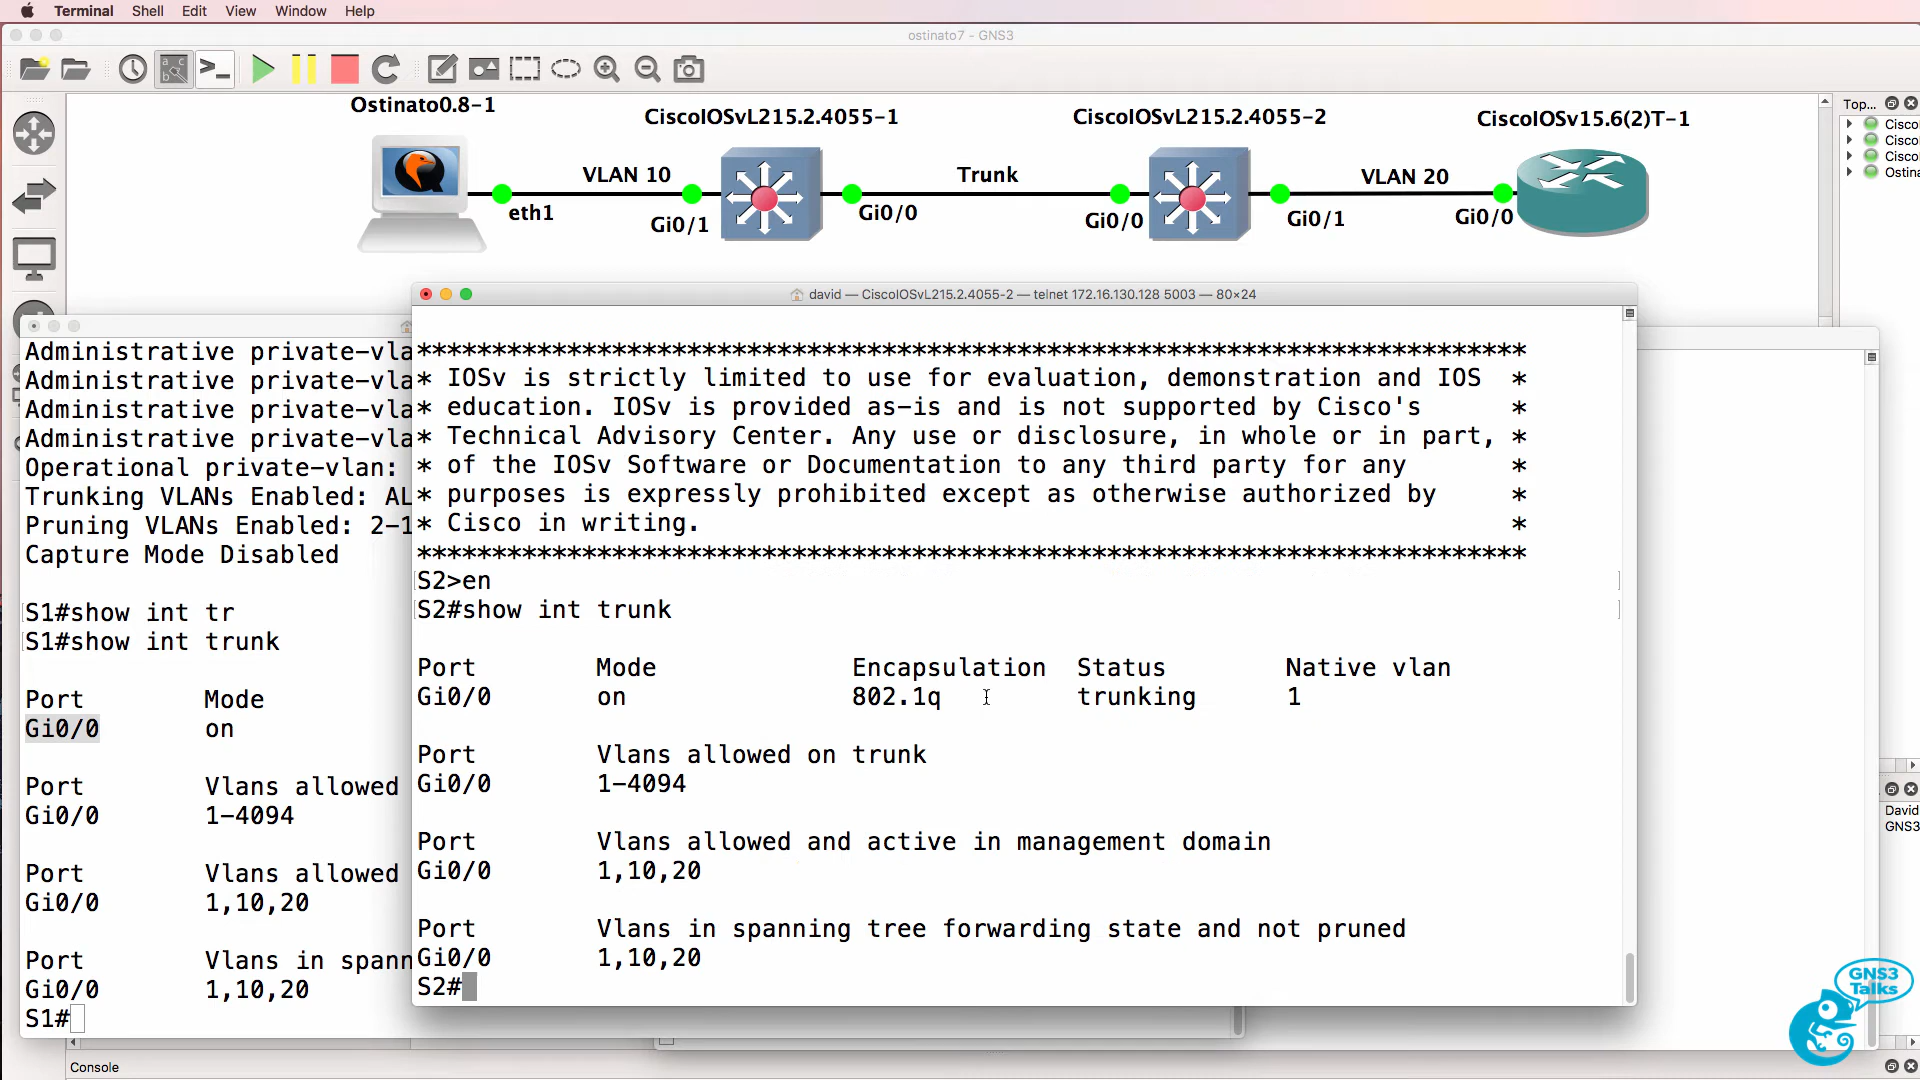 Terminal Shell Edit View Window Help
ostinato7 - GNS3
Ostinato0.8-1
CiscoIOSvL215.2.4055-1
CiscoIOSvL215.2.4055-2
CiscoIOSv15.6(2)T-1
VLAN 10
Trunk
VLAN 20
eth1
Gi0/1
Gi0/0
Gi0/0
Gi0/1
Gi0/0
Top...
Cisco
Cisco
Cisco
Ostina
david — CiscoIOSvL215.2.4055-2 — telnet 172.16.130.128 5003 — 80×24
Administrative private-vla
Administrative private-vla
Administrative private-vla
Administrative private-vla
Operational private-vlan:
Trunking VLANs Enabled: AL
Pruning VLANs Enabled: 2-1
Capture Mode Disabled
S1#show int tr
S1#show int trunk
Port Mode
Gi0/0 on
Port Vlans allowed
Gi0/0 1-4094
Port Vlans allowed
Gi0/0 1,10,20
Port Vlans in spann
Gi0/0 1,10,20
S1#
**************************************************************************
* IOSv is strictly limited to use for evaluation, demonstration and IOS *
* education. IOSv is provided as-is and is not supported by Cisco's *
* Technical Advisory Center. Any use or disclosure, in whole or in part, *
* of the IOSv Software or Documentation to any third party for any *
* purposes is expressly prohibited except as otherwise authorized by *
* Cisco in writing. *
**************************************************************************
S2>en
S2#show int trunk
Port Mode Encapsulation Status Native vlan
Gi0/0 on 802.1q trunking 1
Port Vlans allowed on trunk
Gi0/0 1-4094
Port Vlans allowed and active in management domain
Gi0/0 1,10,20
Port Vlans in spanning tree forwarding state and not pruned
Gi0/0 1,10,20
S2#
David
GNS3
GNS3
Talks
Console